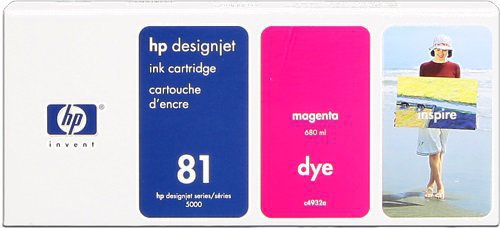 hp
invent
hp designjet
ink cartridge
cartouche
d'encre
81
hp designjet series/séries
5000
magenta
680 ml
dye
c4932a
inspire